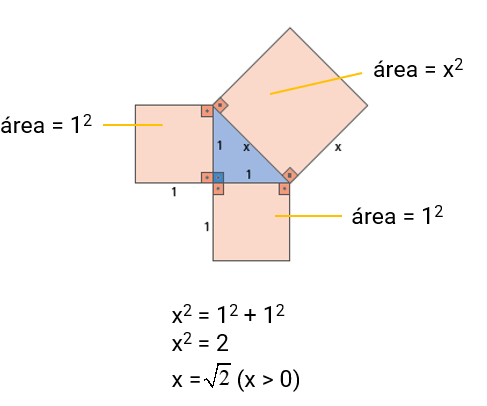 área = x²
área = 1²
1
x
x
1
1
1
área = 1²
x² = 1² + 1²
x² = 2
x = √2 (x > 0)